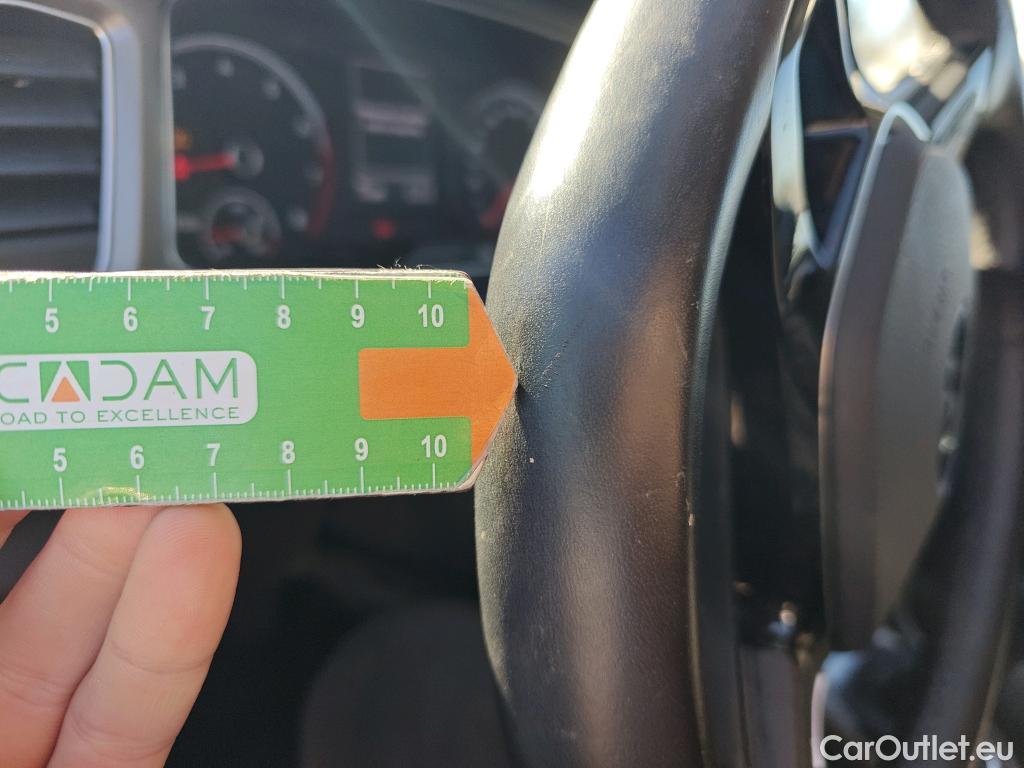 5 6 7 8 9 10
CADAM
OAD TO EXCELLENCE
5 6 7 8 9 10
CarOutlet.eu